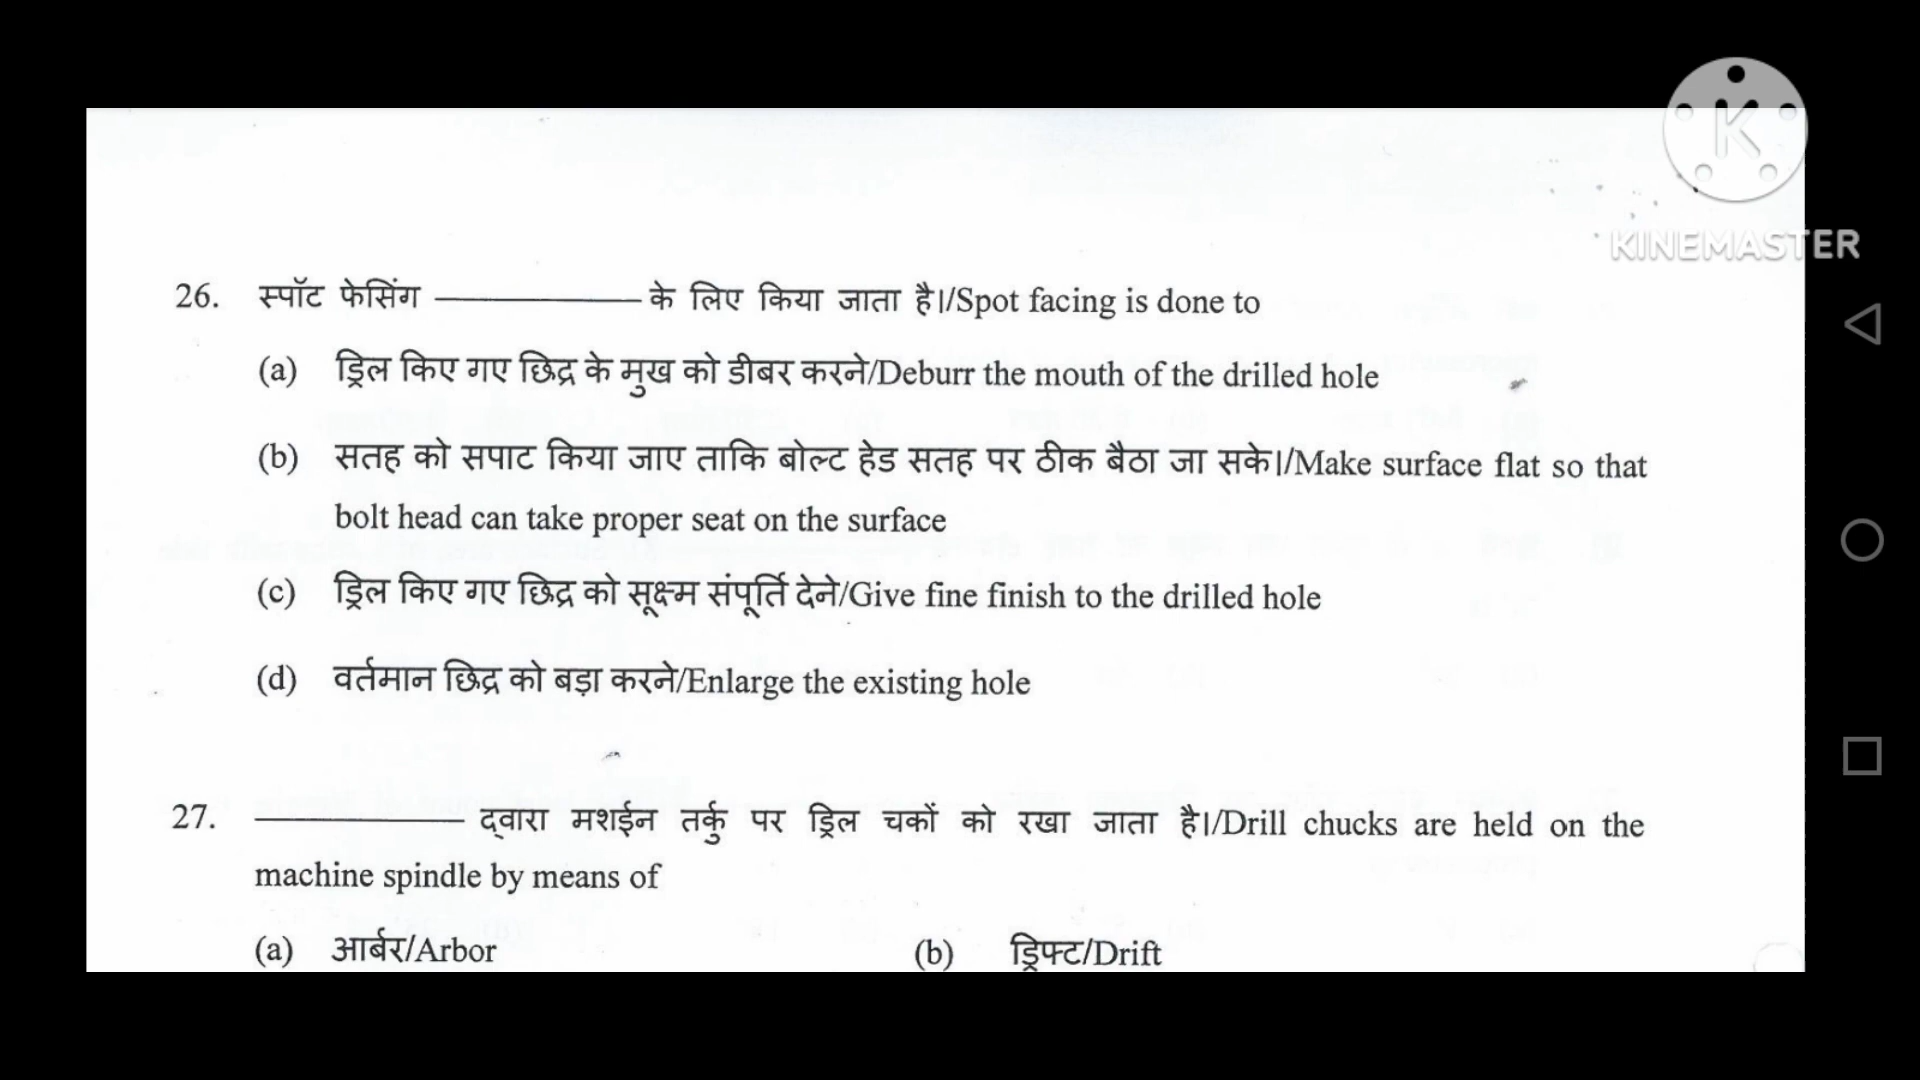 K
KINEMASTER
26. स्पॉट फेसिंग ————— के लिए किया जाता है।/Spot facing is done to
(a) ड्रिल किए गए छिद्र के मुख को डीबर करने/Deburr the mouth of the drilled hole
(b) सतह को सपाट किया जाए ताकि बोल्ट हेड सतह पर ठीक बैठा जा सके।/Make surface flat so that
bolt head can take proper seat on the surface
(c) ड्रिल किए गए छिद्र को सूक्ष्म संपूर्ति देने/Give fine finish to the drilled hole
(d) वर्तमान छिद्र को बड़ा करने/Enlarge the existing hole
27. ————— द्वारा मशईन तर्कु पर ड्रिल चकों को रखा जाता है।/Drill chucks are held on the
machine spindle by means of
(a) आर्बर/Arbor (b) ड्रिफ्ट/Drift